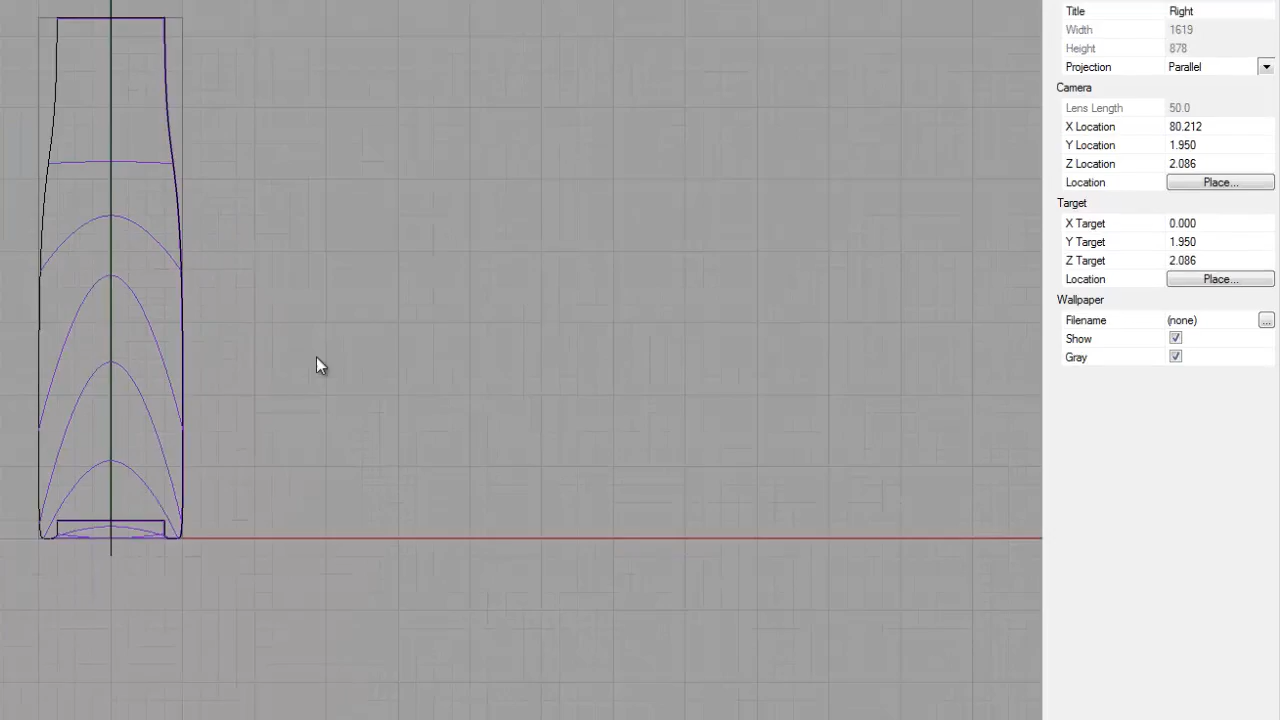 Title Right
Width 1619
Height 878
Projection Parallel
Camera
Lens Length 50.0
X Location 80.212
Y Location 1.950
Z Location 2.086
Location Place...
Target
X Target 0.000
Y Target 1.950
Z Target 2.086
Location Place...
Wallpaper
Filename (none) ...
Show
Gray